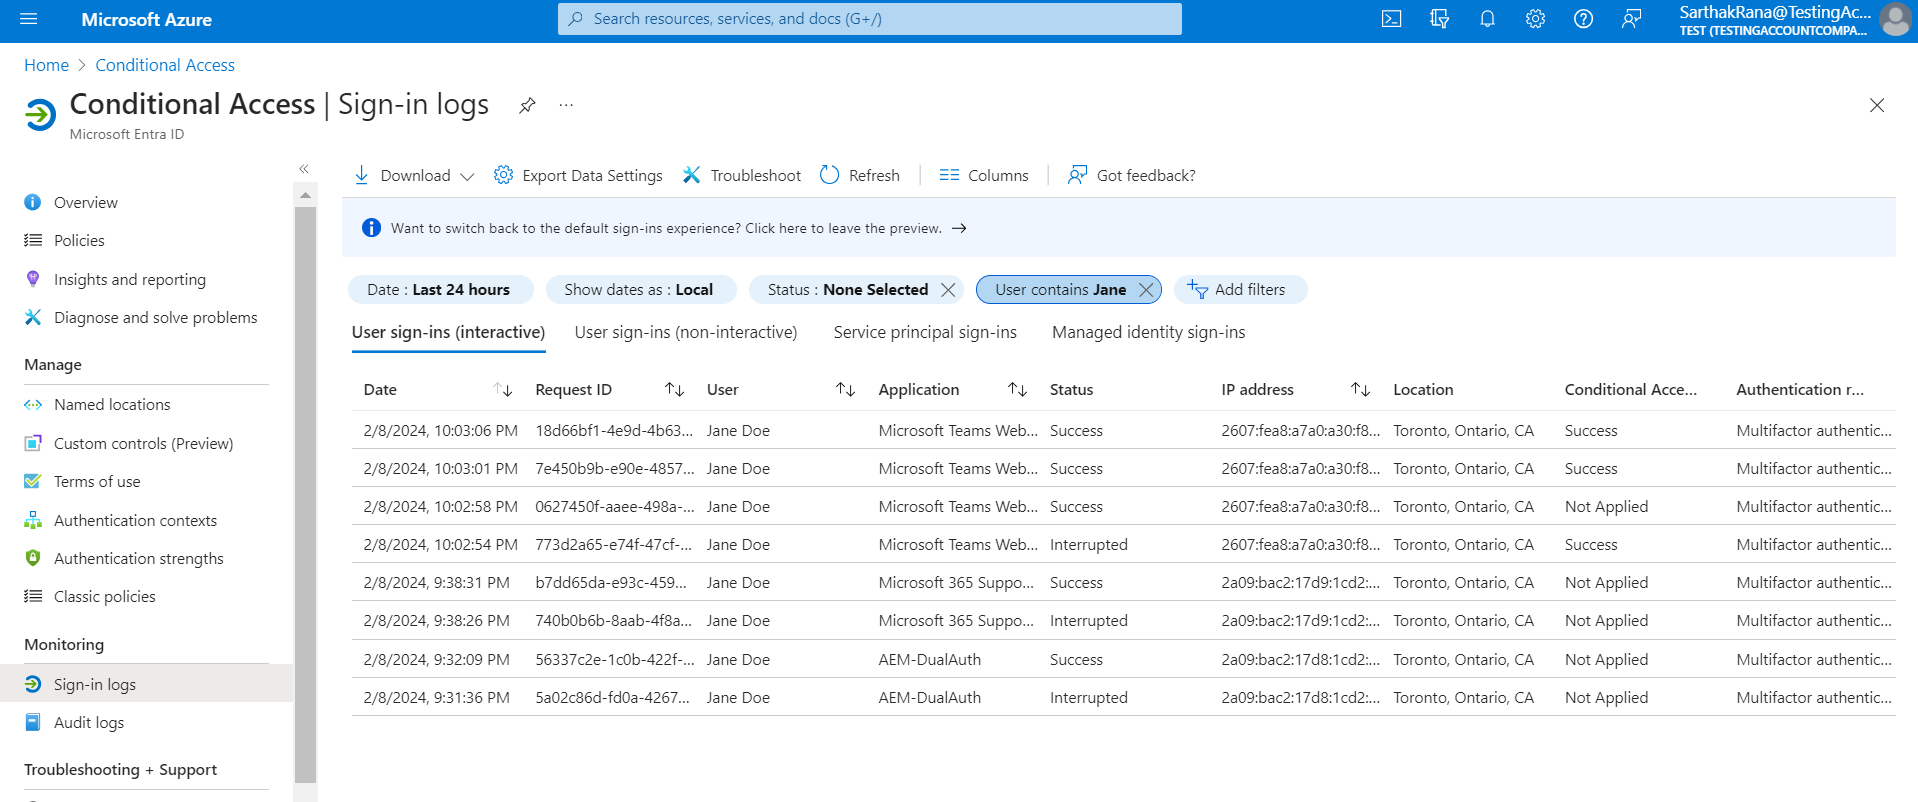 Microsoft Azure
Search resources, services, and docs (G+/)
SarthakRana@TestingAc...
TEST (TESTINGACCOUNTCOMPA...
Home > Conditional Access
Conditional Access | Sign-in logs
Microsoft Entra ID
Overview
Policies
Insights and reporting
Diagnose and solve problems
Manage
Named locations
Custom controls (Preview)
Terms of use
Authentication contexts
Authentication strengths
Classic policies
Monitoring
Sign-in logs
Audit logs
Troubleshooting + Support
Download Export Data Settings Troubleshoot Refresh Columns Got feedback?
Want to switch back to the default sign-ins experience? Click here to leave the preview. →
Date : Last 24 hours Show dates as : Local Status : None Selected User contains Jane Add filters
User sign-ins (interactive) User sign-ins (non-interactive) Service principal sign-ins Managed identity sign-ins
Date Request ID User Application Status IP address Location Conditional Acce... Authentication r...
2/8/2024, 10:03:06 PM 18d66bf1-4e9d-4b63... Jane Doe Microsoft Teams Web... Success 2607:fea8:a7a0:a30:f8... Toronto, Ontario, CA Success Multifactor authentic...
2/8/2024, 10:03:01 PM 7e450b9b-e90e-4857... Jane Doe Microsoft Teams Web... Success 2607:fea8:a7a0:a30:f8... Toronto, Ontario, CA Success Multifactor authentic...
2/8/2024, 10:02:58 PM 0627450f-aaee-498a-... Jane Doe Microsoft Teams Web... Success 2607:fea8:a7a0:a30:f8... Toronto, Ontario, CA Not Applied Multifactor authentic...
2/8/2024, 10:02:54 PM 773d2a65-e74f-47cf-... Jane Doe Microsoft Teams Web... Interrupted 2607:fea8:a7a0:a30:f8... Toronto, Ontario, CA Success Multifactor authentic...
2/8/2024, 9:38:31 PM b7dd65da-e93c-459... Jane Doe Microsoft 365 Suppo... Success 2a09:bac2:17d9:1cd2:... Toronto, Ontario, CA Not Applied Multifactor authentic...
2/8/2024, 9:38:26 PM 740b0b6b-8aab-4f8a... Jane Doe Microsoft 365 Suppo... Interrupted 2a09:bac2:17d9:1cd2:... Toronto, Ontario, CA Not Applied Multifactor authentic...
2/8/2024, 9:32:09 PM 56337c2e-1c0b-422f-... Jane Doe AEM-DualAuth Success 2a09:bac2:17d8:1cd2:... Toronto, Ontario, CA Not Applied Multifactor authentic...
2/8/2024, 9:31:36 PM 5a02c86d-fd0a-4267... Jane Doe AEM-DualAuth Interrupted 2a09:bac2:17d8:1cd2:... Toronto, Ontario, CA Not Applied Multifactor authentic...